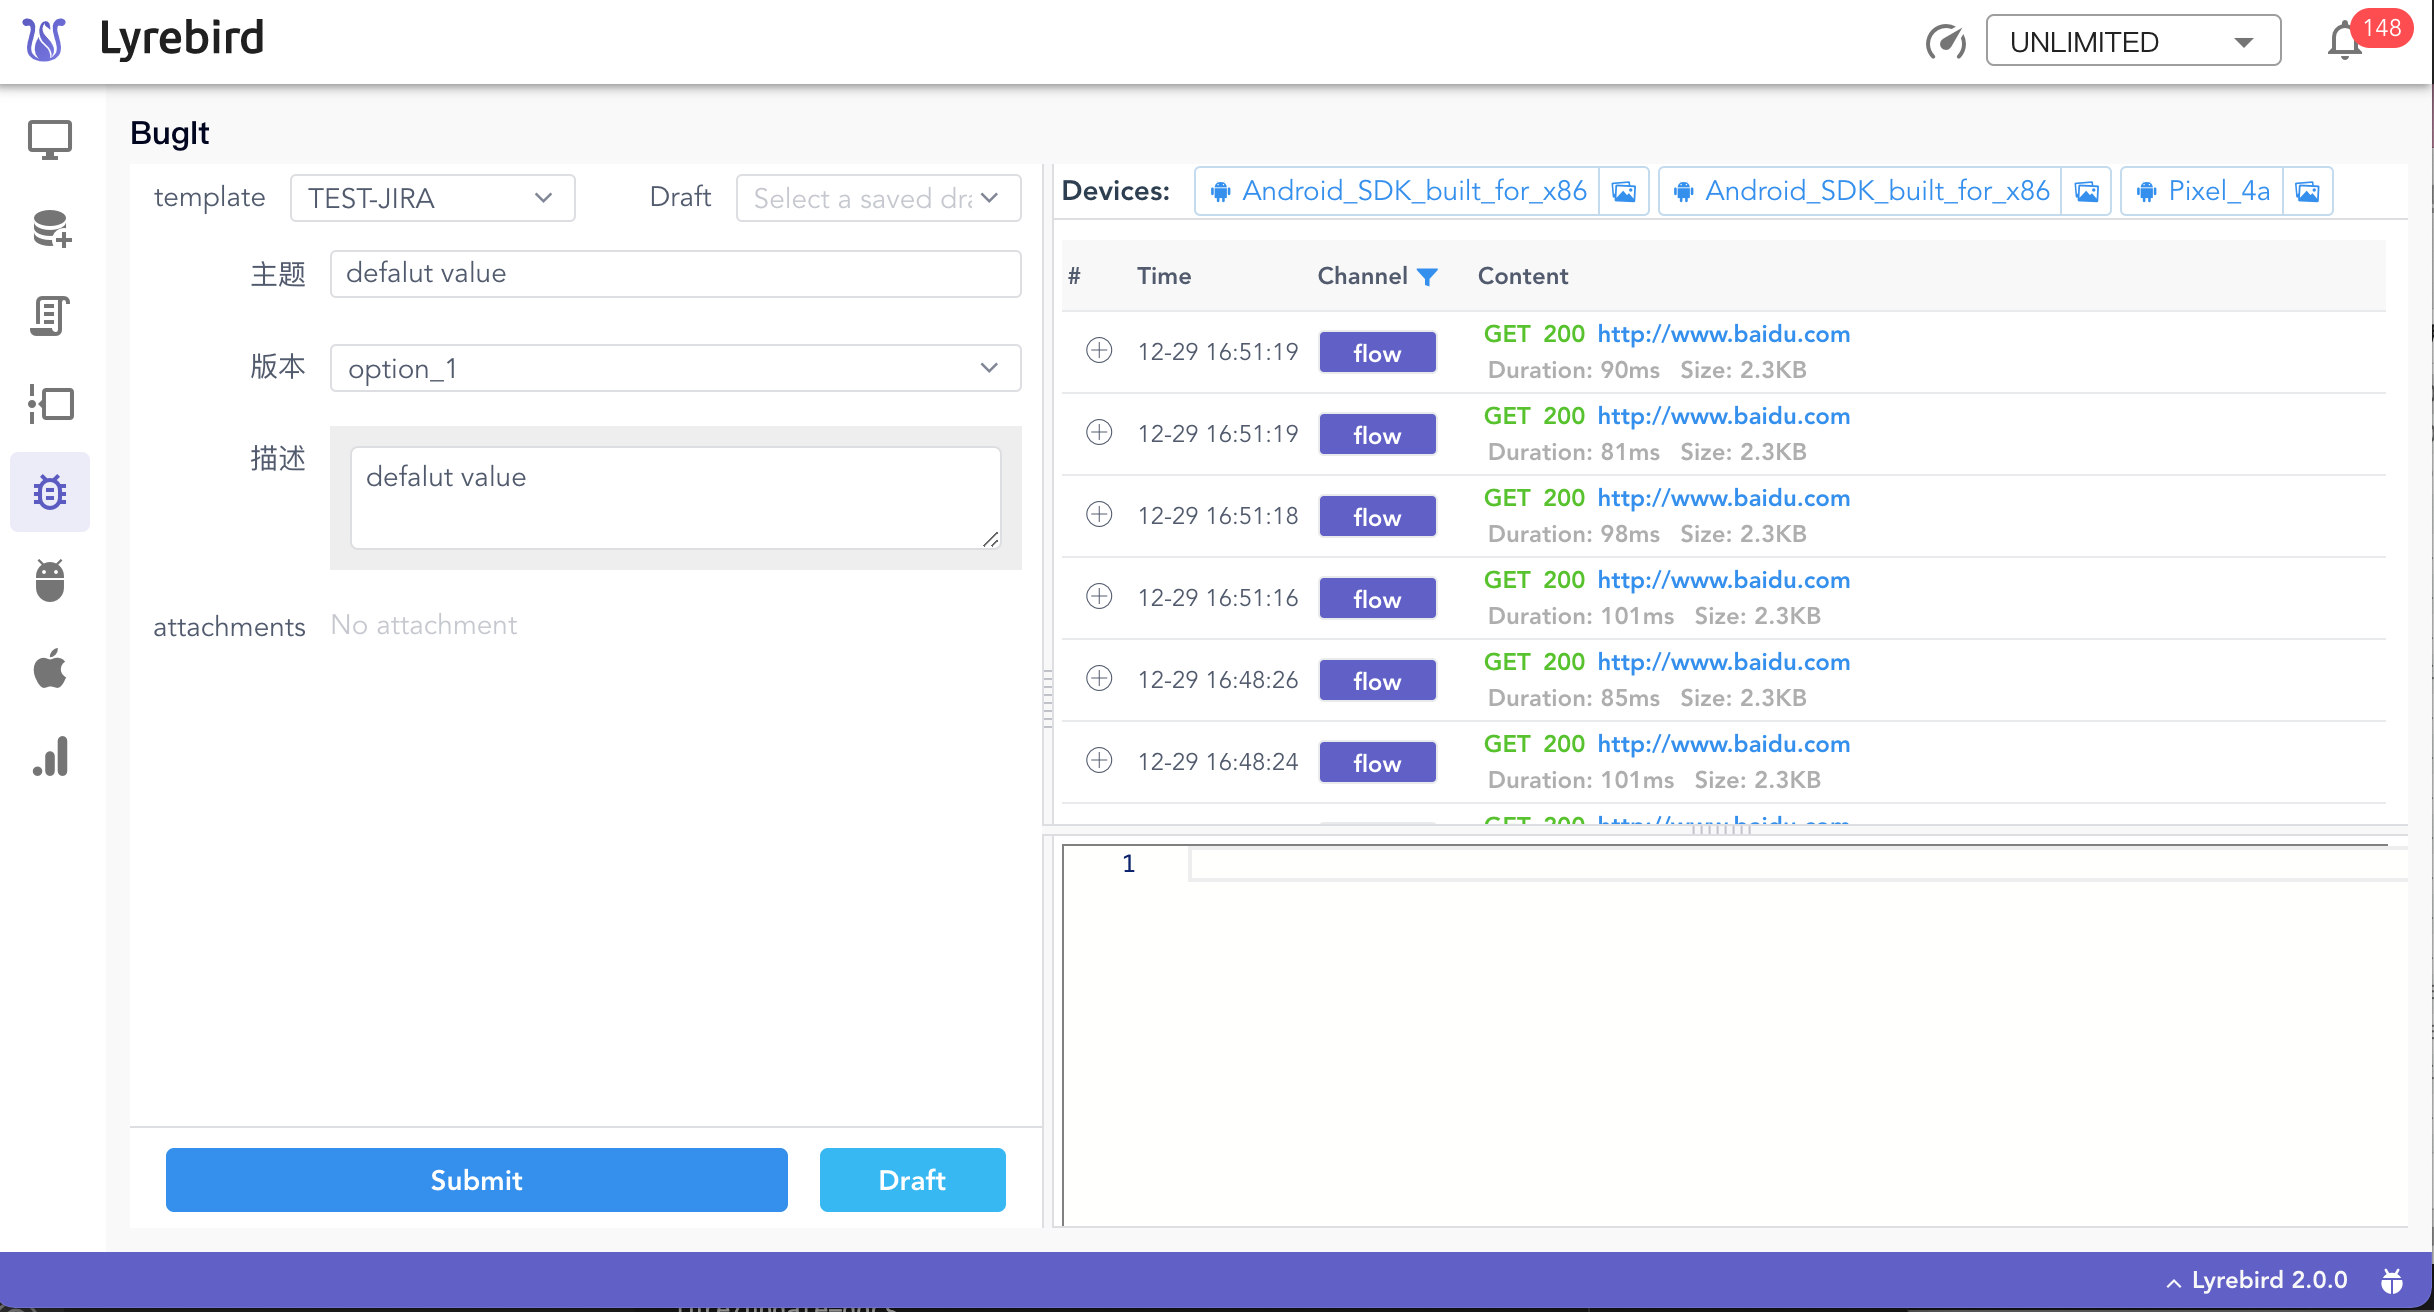 Lyrebird
UNLIMITED
148
BugIt
template
TEST-JIRA
Draft
Select a saved dra
主题
defalut value
版本
option_1
描述
defalut value
attachments
No attachment
Submit
Draft
Devices:
Android_SDK_built_for_x86
Android_SDK_built_for_x86
Pixel_4a
# Time Channel Content
12-29 16:51:19 flow GET 200 http://www.baidu.com
Duration: 90ms Size: 2.3KB
12-29 16:51:19 flow GET 200 http://www.baidu.com
Duration: 81ms Size: 2.3KB
12-29 16:51:18 flow GET 200 http://www.baidu.com
Duration: 98ms Size: 2.3KB
12-29 16:51:16 flow GET 200 http://www.baidu.com
Duration: 101ms Size: 2.3KB
12-29 16:48:26 flow GET 200 http://www.baidu.com
Duration: 85ms Size: 2.3KB
12-29 16:48:24 flow GET 200 http://www.baidu.com
Duration: 101ms Size: 2.3KB
GET 200 http://www.baidu.com
1
Lyrebird 2.0.0